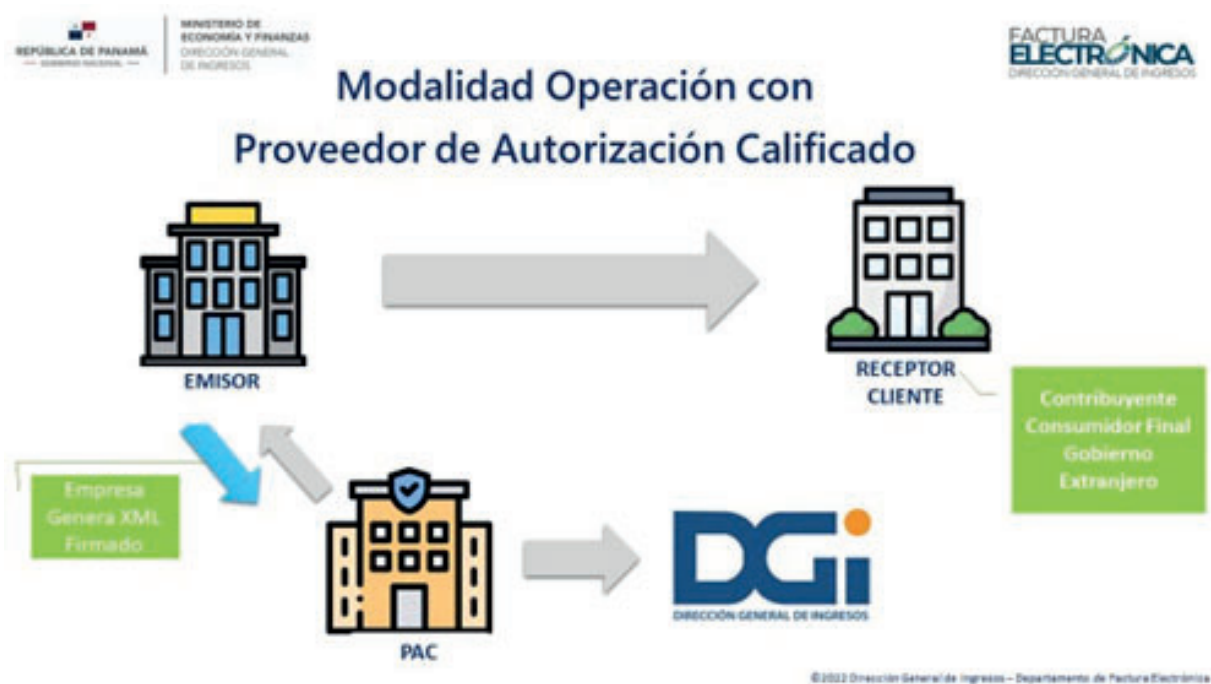 REPÚBLICA DE PANAMÁ
— GOBIERNO NACIONAL —
MINISTERIO DE
ECONOMÍA Y FINANZAS
DIRECCIÓN GENERAL
DE INGRESOS
FACTURA
ELECTRÓNICA
DIRECCIÓN GENERAL DE INGRESOS
Modalidad Operación con
Proveedor de Autorización Calificado
EMISOR
RECEPTOR
CLIENTE
Contribuyente
Consumidor Final
Gobierno
Extranjero
Empresa
Genera XML
Firmado
PAC
DGi
DIRECCIÓN GENERAL DE INGRESOS
©2022 Dirección General de Ingresos – Departamento de Factura Electrónica